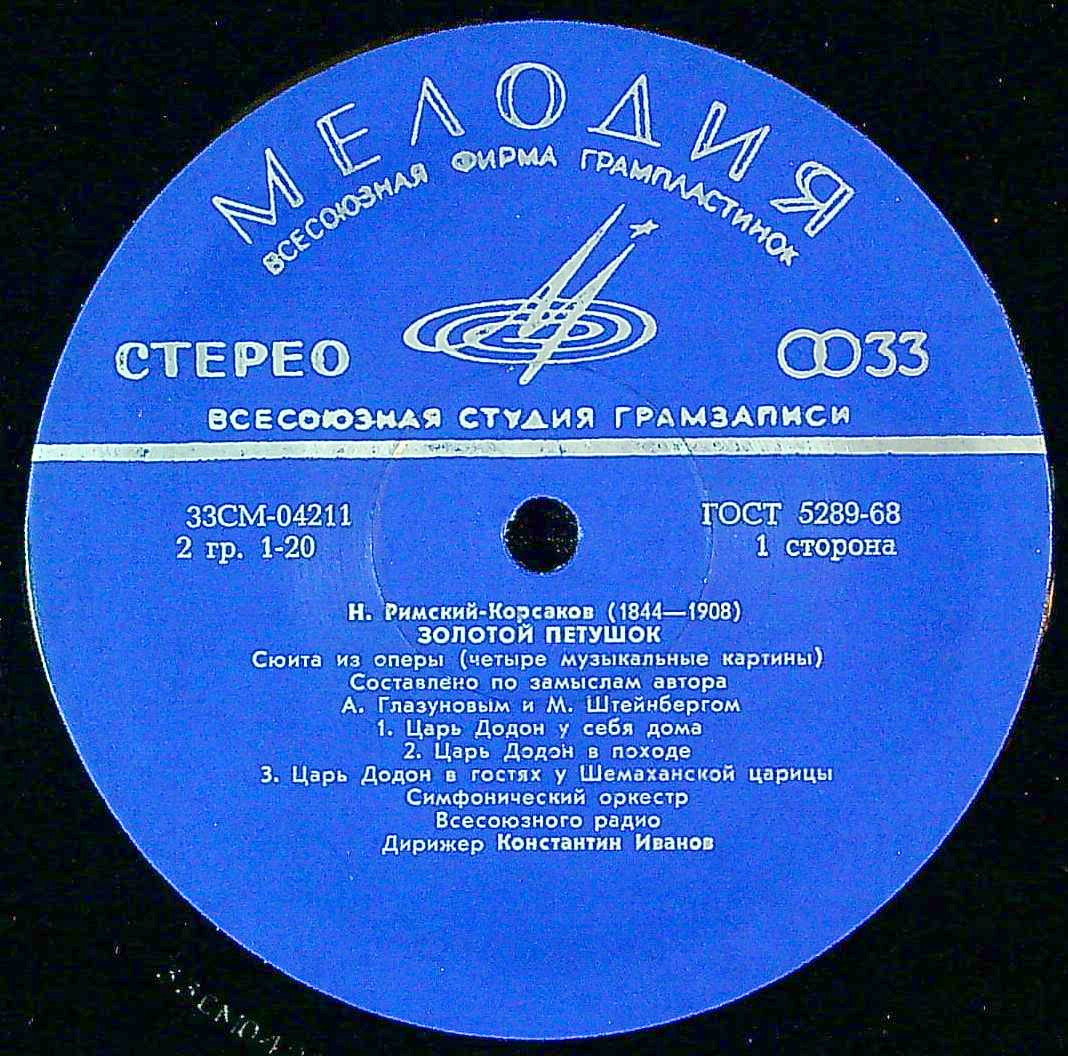 МЕЛОДИЯ
ВСЕСОЮЗНАЯ ФИРМА ГРАМПЛАСТИНОК
СТЕРЕО
33
ВСЕСОЮЗНАЯ СТУДИЯ ГРАМЗАПИСИ
33СМ-04211
ГОСТ 5289-68
2 гр. 1-20
1 сторона
Н. Римский-Корсаков (1844—1908)
ЗОЛОТОЙ ПЕТУШОК
Сюита из оперы (четыре музыкальные картины)
Составлено по замыслам автора
А. Глазуновым и М. Штейнбергом
1. Царь Додон у себя дома
2. Царь Додон в походе
3. Царь Додон в гостях у Шемаханской царицы
Симфонический оркестр
Всесоюзного радио
Дирижер Константин Иванов